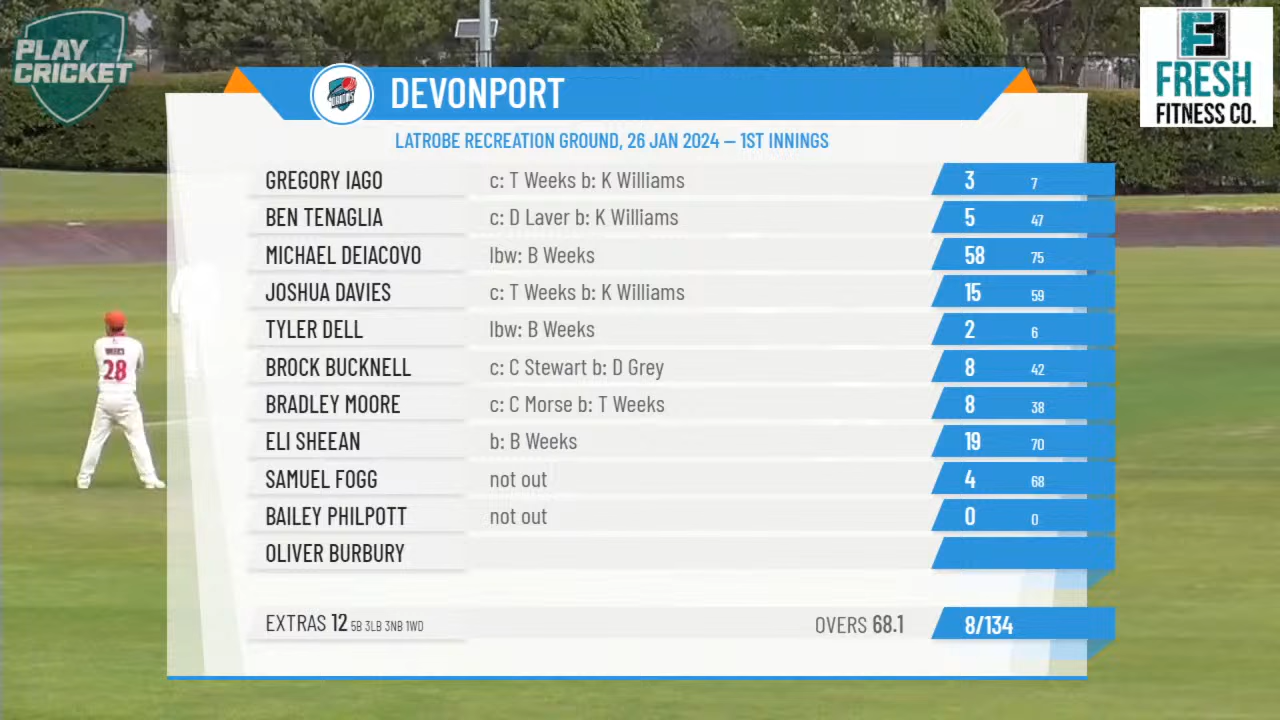 PLAY
CRICKET
FRESH
FITNESS CO.
DEVONPORT
LATROBE RECREATION GROUND, 26 JAN 2024 – 1ST INNINGS
GREGORY IAGO c: T Weeks b: K Williams 3 7
BEN TENAGLIA c: D Laver b: K Williams 5 47
MICHAEL DEIACOVO lbw: B Weeks 58 75
JOSHUA DAVIES c: T Weeks b: K Williams 15 59
TYLER DELL lbw: B Weeks 2 6
BROCK BUCKNELL c: C Stewart b: D Grey 8 42
BRADLEY MOORE c: C Morse b: T Weeks 8 38
ELI SHEEAN b: B Weeks 19 70
SAMUEL FOGG not out 4 68
BAILEY PHILPOTT not out 0 0
OLIVER BURBURY
EXTRAS 12 5B 3LB 3NB 1WD OVERS 68.1 8/134
28